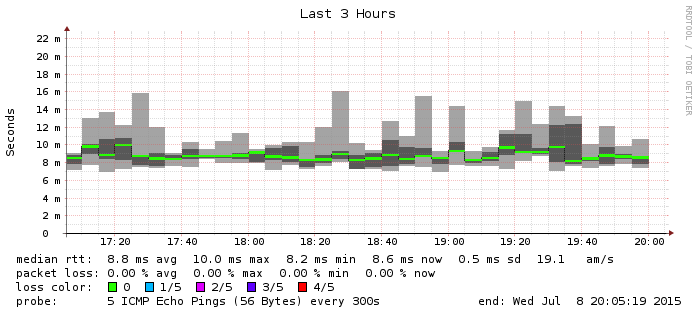 Last 3 Hours
RRDTOOL / TOBI OETIKER
Seconds
22 m
20 m
18 m
16 m
14 m
12 m
10 m
8 m
6 m
4 m
2 m
0
17:20 17:40 18:00 18:20 18:40 19:00 19:20 19:40 20:00
median rtt: 8.8 ms avg 10.0 ms max 8.2 ms min 8.6 ms now 0.5 ms sd 19.1 am/s
packet loss: 0.00 % avg 0.00 % max 0.00 % min 0.00 % now
loss color: 0 1/5 2/5 3/5 4/5
probe: 5 ICMP Echo Pings (56 Bytes) every 300s end: Wed Jul 8 20:05:19 2015